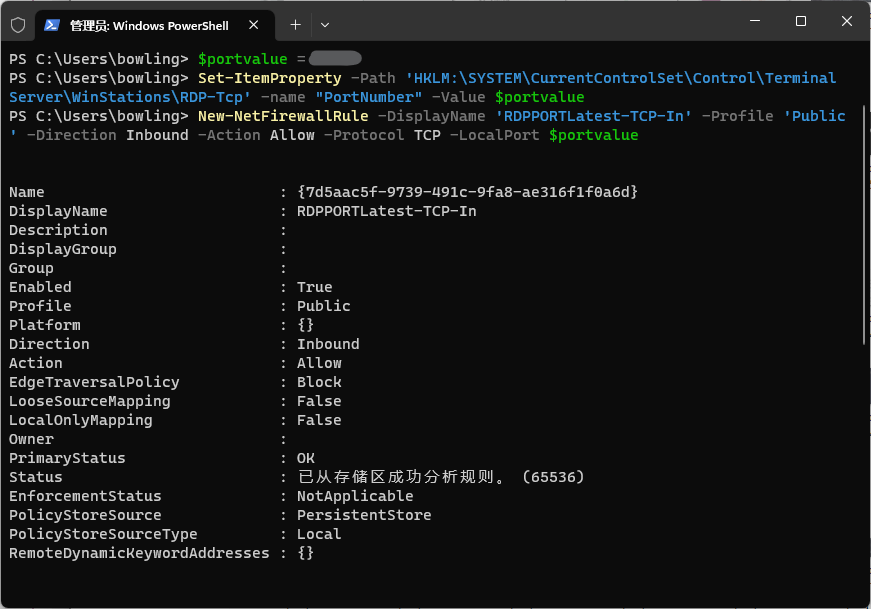 管理员: Windows PowerShell
PS C:\Users\bowling> $portvalue =
PS C:\Users\bowling> Set-ItemProperty -Path 'HKLM:\SYSTEM\CurrentControlSet\Control\Terminal
Server\WinStations\RDP-Tcp' -name "PortNumber" -Value $portvalue
PS C:\Users\bowling> New-NetFirewallRule -DisplayName 'RDPPORTLatest-TCP-In' -Profile 'Public
' -Direction Inbound -Action Allow -Protocol TCP -LocalPort $portvalue
Name : {7d5aac5f-9739-491c-9fa8-ae316f1f0a6d}
DisplayName : RDPPORTLatest-TCP-In
Description :
DisplayGroup :
Group :
Enabled : True
Profile : Public
Platform : {}
Direction : Inbound
Action : Allow
EdgeTraversalPolicy : Block
LooseSourceMapping : False
LocalOnlyMapping : False
Owner :
PrimaryStatus : OK
Status : 已从存储区成功分析规则。 (65536)
EnforcementStatus : NotApplicable
PolicyStoreSource : PersistentStore
PolicyStoreSourceType : Local
RemoteDynamicKeywordAddresses : {}